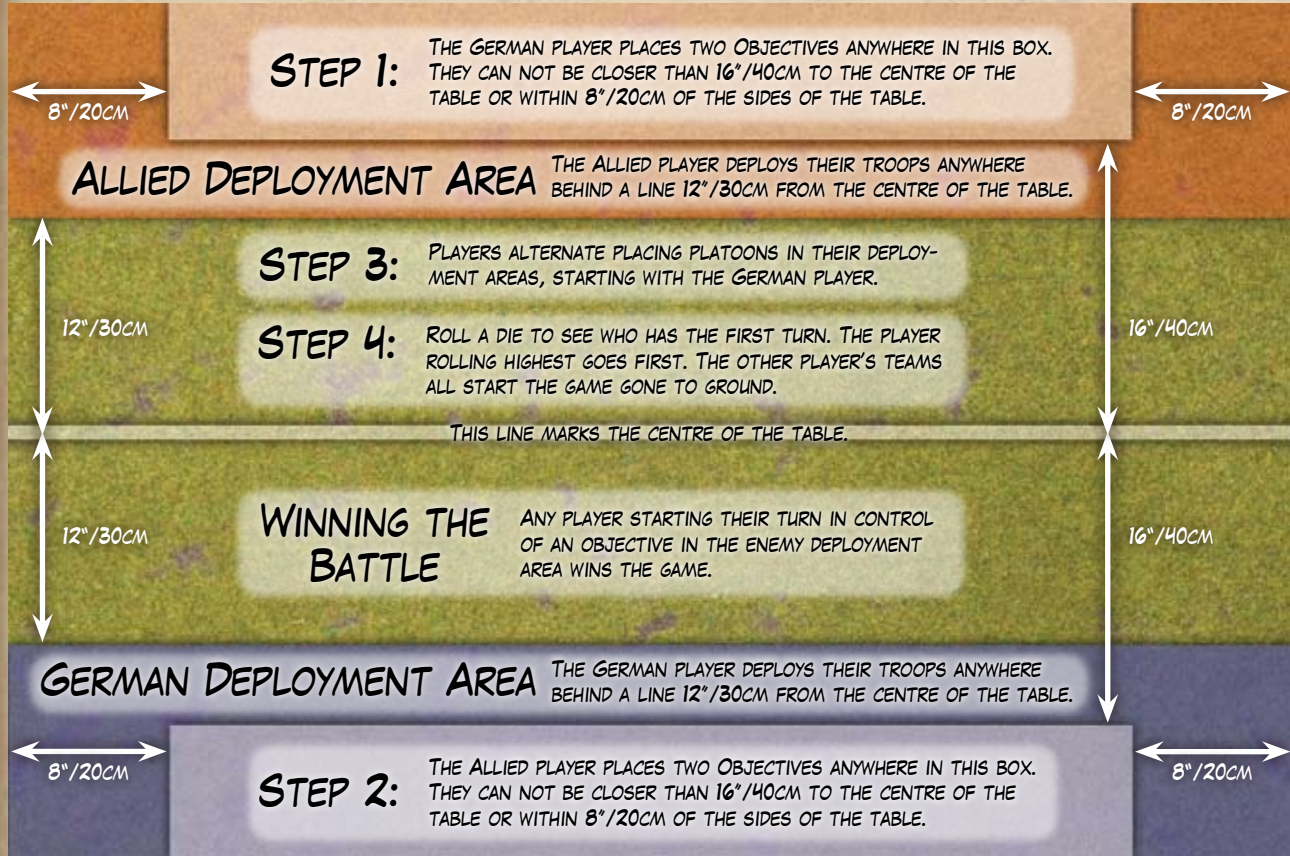 Step 1:
The German player places two Objectives anywhere in this box.
They can not be closer than 16"/40cm to the centre of the
table or within 8"/20cm of the sides of the table.
8"/20cm
8"/20cm
Allied Deployment Area
The Allied player deploys their troops anywhere
behind a line 12"/30cm from the centre of the table.
Step 3:
Players alternate placing platoons in their deploy-
ment areas, starting with the German player.
12"/30cm
16"/40cm
Step 4:
Roll a die to see who has the first turn. The player
rolling highest goes first. The other player's teams
all start the game gone to ground.
This line marks the centre of the table.
12"/30cm
16"/40cm
Winning the
Battle
Any player starting their turn in control
of an objective in the enemy deployment
area wins the game.
German Deployment Area
The German player deploys their troops anywhere
behind a line 12"/30cm from the centre of the table.
8"/20cm
8"/20cm
Step 2:
The Allied player places two Objectives anywhere in this box.
They can not be closer than 16"/40cm to the centre of the
table or within 8"/20cm of the sides of the table.